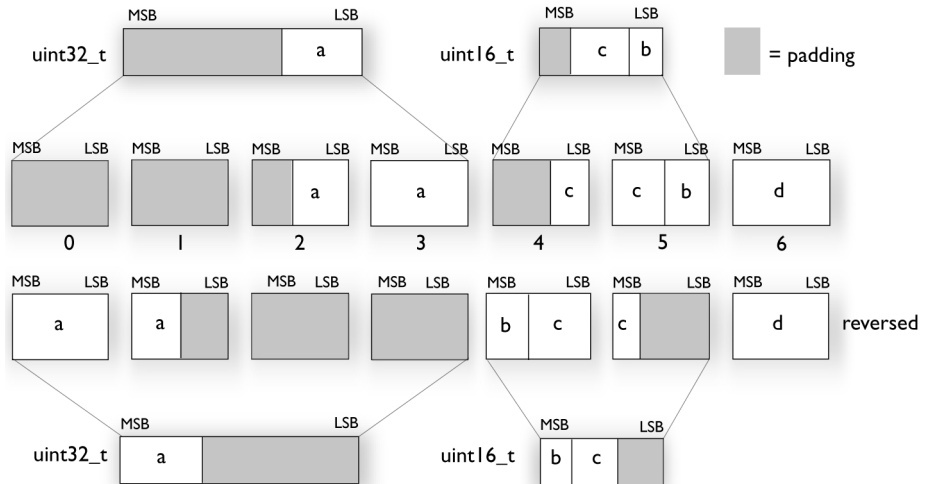 MSB LSB MSB LSB
uint32_t a uint16_t c b = padding
MSB LSB MSB LSB MSB LSB MSB LSB MSB LSB MSB LSB MSB LSB
a a c c b d
0 1 2 3 4 5 6
MSB LSB MSB LSB MSB LSB MSB LSB MSB LSB MSB LSB MSB LSB
a a b c c d reversed
MSB LSB MSB LSB
uint32_t a uint16_t b c